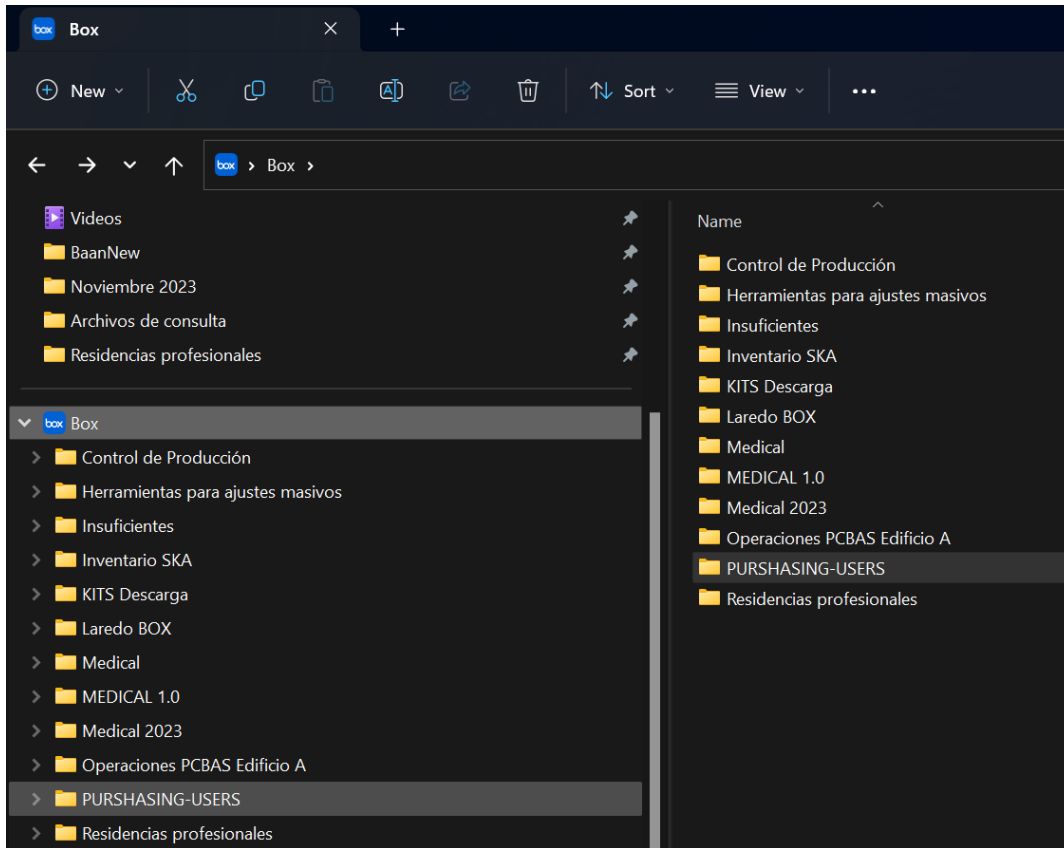 box Box
New Sort View
box Box
Videos
BaanNew
Noviembre 2023
Archivos de consulta
Residencias profesionales
box Box
Control de Producción
Herramientas para ajustes masivos
Insuficientes
Inventario SKA
KITS Descarga
Laredo BOX
Medical
MEDICAL 1.0
Medical 2023
Operaciones PCBAS Edificio A
PURSHASING-USERS
Residencias profesionales
Name
Control de Producción
Herramientas para ajustes masivos
Insuficientes
Inventario SKA
KITS Descarga
Laredo BOX
Medical
MEDICAL 1.0
Medical 2023
Operaciones PCBAS Edificio A
PURSHASING-USERS
Residencias profesionales